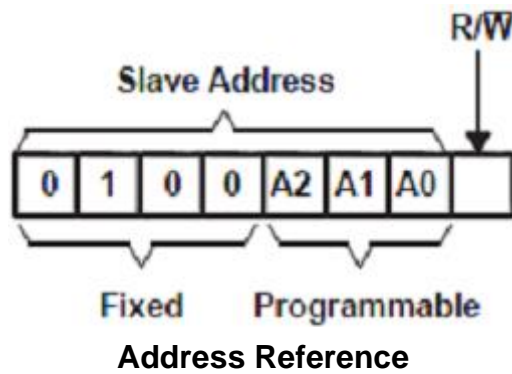 R/W̅
Slave Address
0 1 0 0 A2 A1 A0
Fixed Programmable
Address Reference